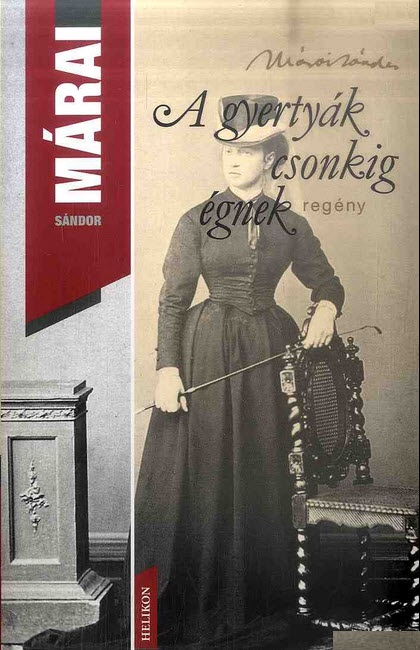 MÁRAI
SÁNDOR
Márai Sándor
A gyertyák
csonkig
égnek regény
HELIKON